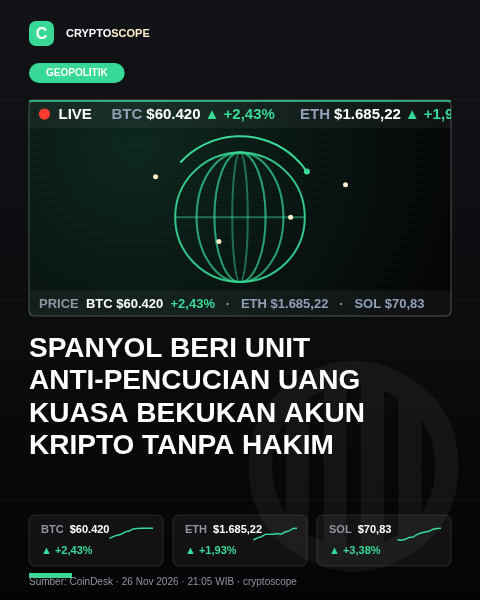 C CRYPTOSCOPE
GEOPOLITIK
LIVE BTC $60.420 ▲ +2,43% ETH $1.685,22 ▲ +1,9
PRICE BTC $60.420 +2,43% · ETH $1.685,22 · SOL $70,83
SPANYOL BERI UNIT
ANTI-PENCUCIAN UANG
KUASA BEKUKAN AKUN
KRIPTO TANPA HAKIM
BTC $60.420
▲ +2,43%
ETH $1.685,22
▲ +1,93%
SOL $70,83
▲ +3,38%
Sumber: CoinDesk · 26 Nov 2026 · 21:05 WIB · cryptoscope